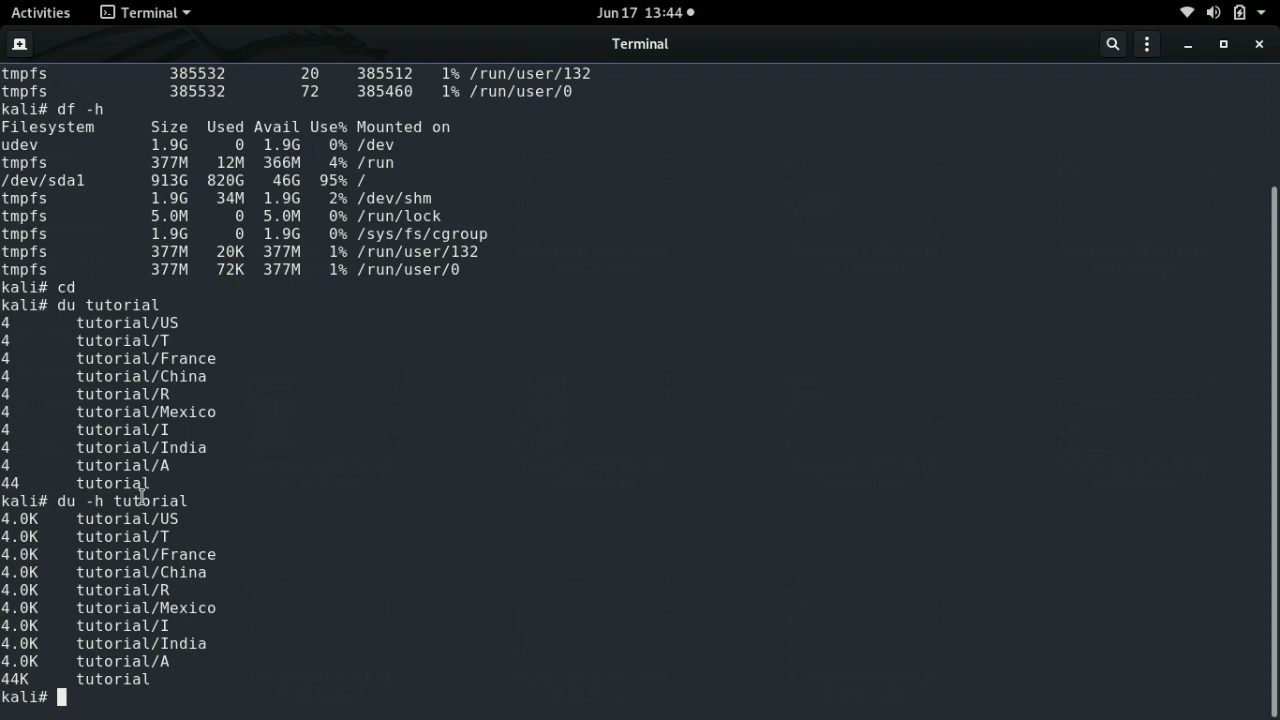 Activities Terminal Jun 17 13:44
Terminal
tmpfs 385532 20 385512 1% /run/user/132
tmpfs 385532 72 385460 1% /run/user/0
kali# df -h
Filesystem Size Used Avail Use% Mounted on
udev 1.9G 0 1.9G 0% /dev
tmpfs 377M 12M 366M 4% /run
/dev/sda1 913G 820G 46G 95% /
tmpfs 1.9G 34M 1.9G 2% /dev/shm
tmpfs 5.0M 0 5.0M 0% /run/lock
tmpfs 1.9G 0 1.9G 0% /sys/fs/cgroup
tmpfs 377M 20K 377M 1% /run/user/132
tmpfs 377M 72K 377M 1% /run/user/0
kali# cd
kali# du tutorial
4 tutorial/US
4 tutorial/T
4 tutorial/France
4 tutorial/China
4 tutorial/R
4 tutorial/Mexico
4 tutorial/I
4 tutorial/India
4 tutorial/A
44 tutorial
kali# du -h tutorial
4.0K tutorial/US
4.0K tutorial/T
4.0K tutorial/France
4.0K tutorial/China
4.0K tutorial/R
4.0K tutorial/Mexico
4.0K tutorial/I
4.0K tutorial/India
4.0K tutorial/A
44K tutorial
kali#